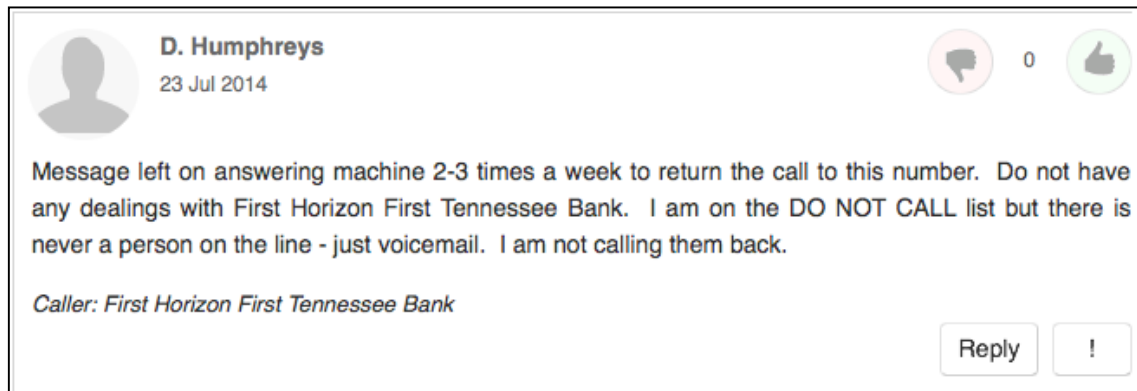 D. Humphreys
0
23 Jul 2014
Message left on answering machine 2-3 times a week to return the call to this number.  Do not have
any dealings with First Horizon First Tennessee Bank.  I am on the DO NOT CALL list but there is
never a person on the line - just voicemail.  I am not calling them back.
Caller: First Horizon First Tennessee Bank
Reply
!